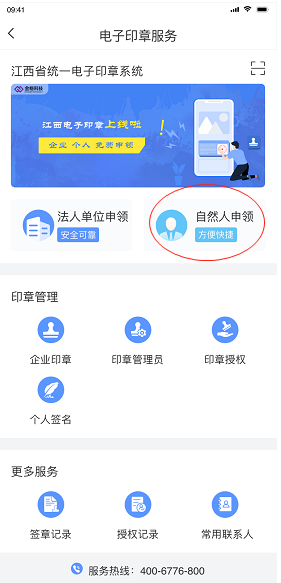 09:41
电子印章服务
江西省统一电子印章系统
金格科技
江西电子印章上线啦！
企业 个人 免费申领
法人单位申领
安全可靠
自然人申领
方便快捷
印章管理
企业印章
印章管理员
印章授权
个人签名
更多服务
签章记录
授权记录
常用联系人
服务热线：400-6776-800